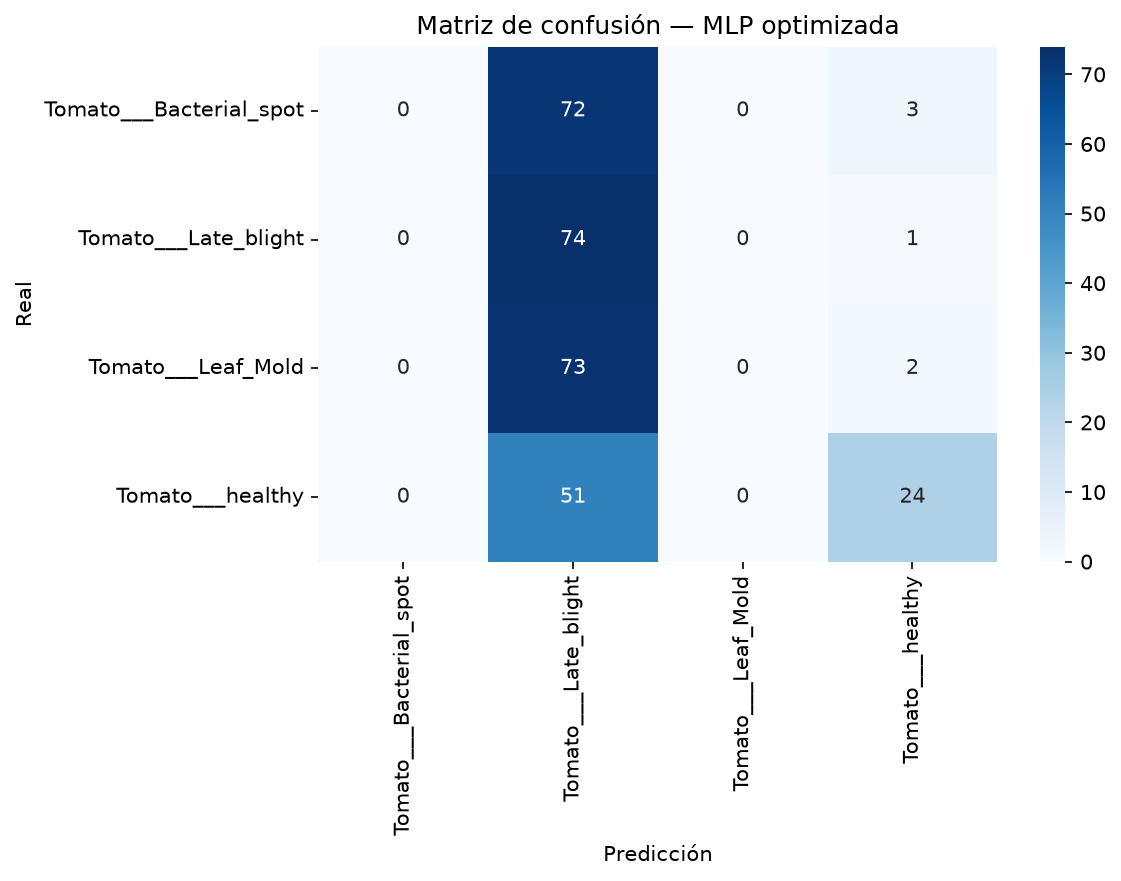 Matriz de confusión — MLP optimizada
Real
Tomato___Bacterial_spot 0 72 0 3
Tomato___Late_blight 0 74 0 1
Tomato___Leaf_Mold 0 73 0 2
Tomato___healthy 0 51 0 24
Tomato___Bacterial_spot
Tomato___Late_blight
Tomato___Leaf_Mold
Tomato___healthy
Predicción
70
60
50
40
30
20
10
0